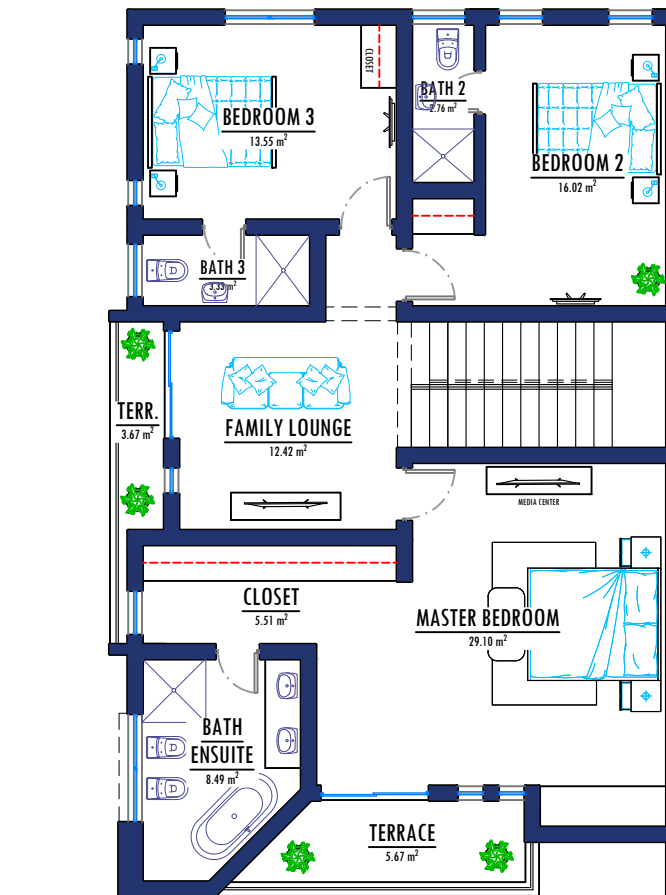 CLOSET
BATH 2
2.76 m²
BEDROOM 3
13.55 m²
BEDROOM 2
16.02 m²
BATH 3
3.33 m²
TERR.
3.67 m²
FAMILY LOUNGE
12.42 m²
MEDIA CENTER
CLOSET
5.51 m²
MASTER BEDROOM
29.10 m²
BATH
ENSUITE
8.49 m²
TERRACE
5.67 m²